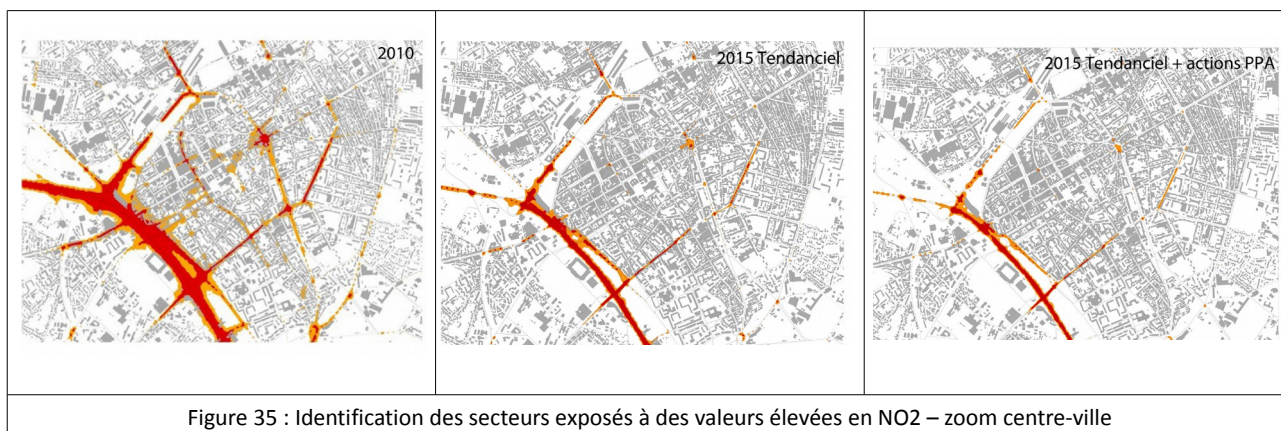 2010
2015 Tendanciel
2015 Tendanciel + actions PPA
Figure 35 : Identification des secteurs exposés à des valeurs élevées en NO2 – zoom centre-ville